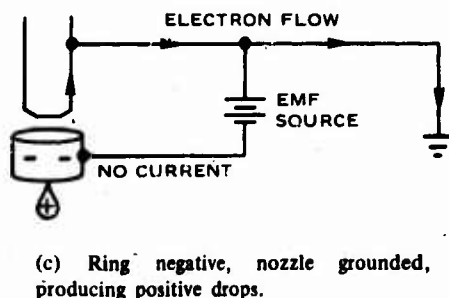 ELECTRON FLOW
EMF
SOURCE
NO CURRENT
(c) Ring negative, nozzle grounded,
producing positive drops.